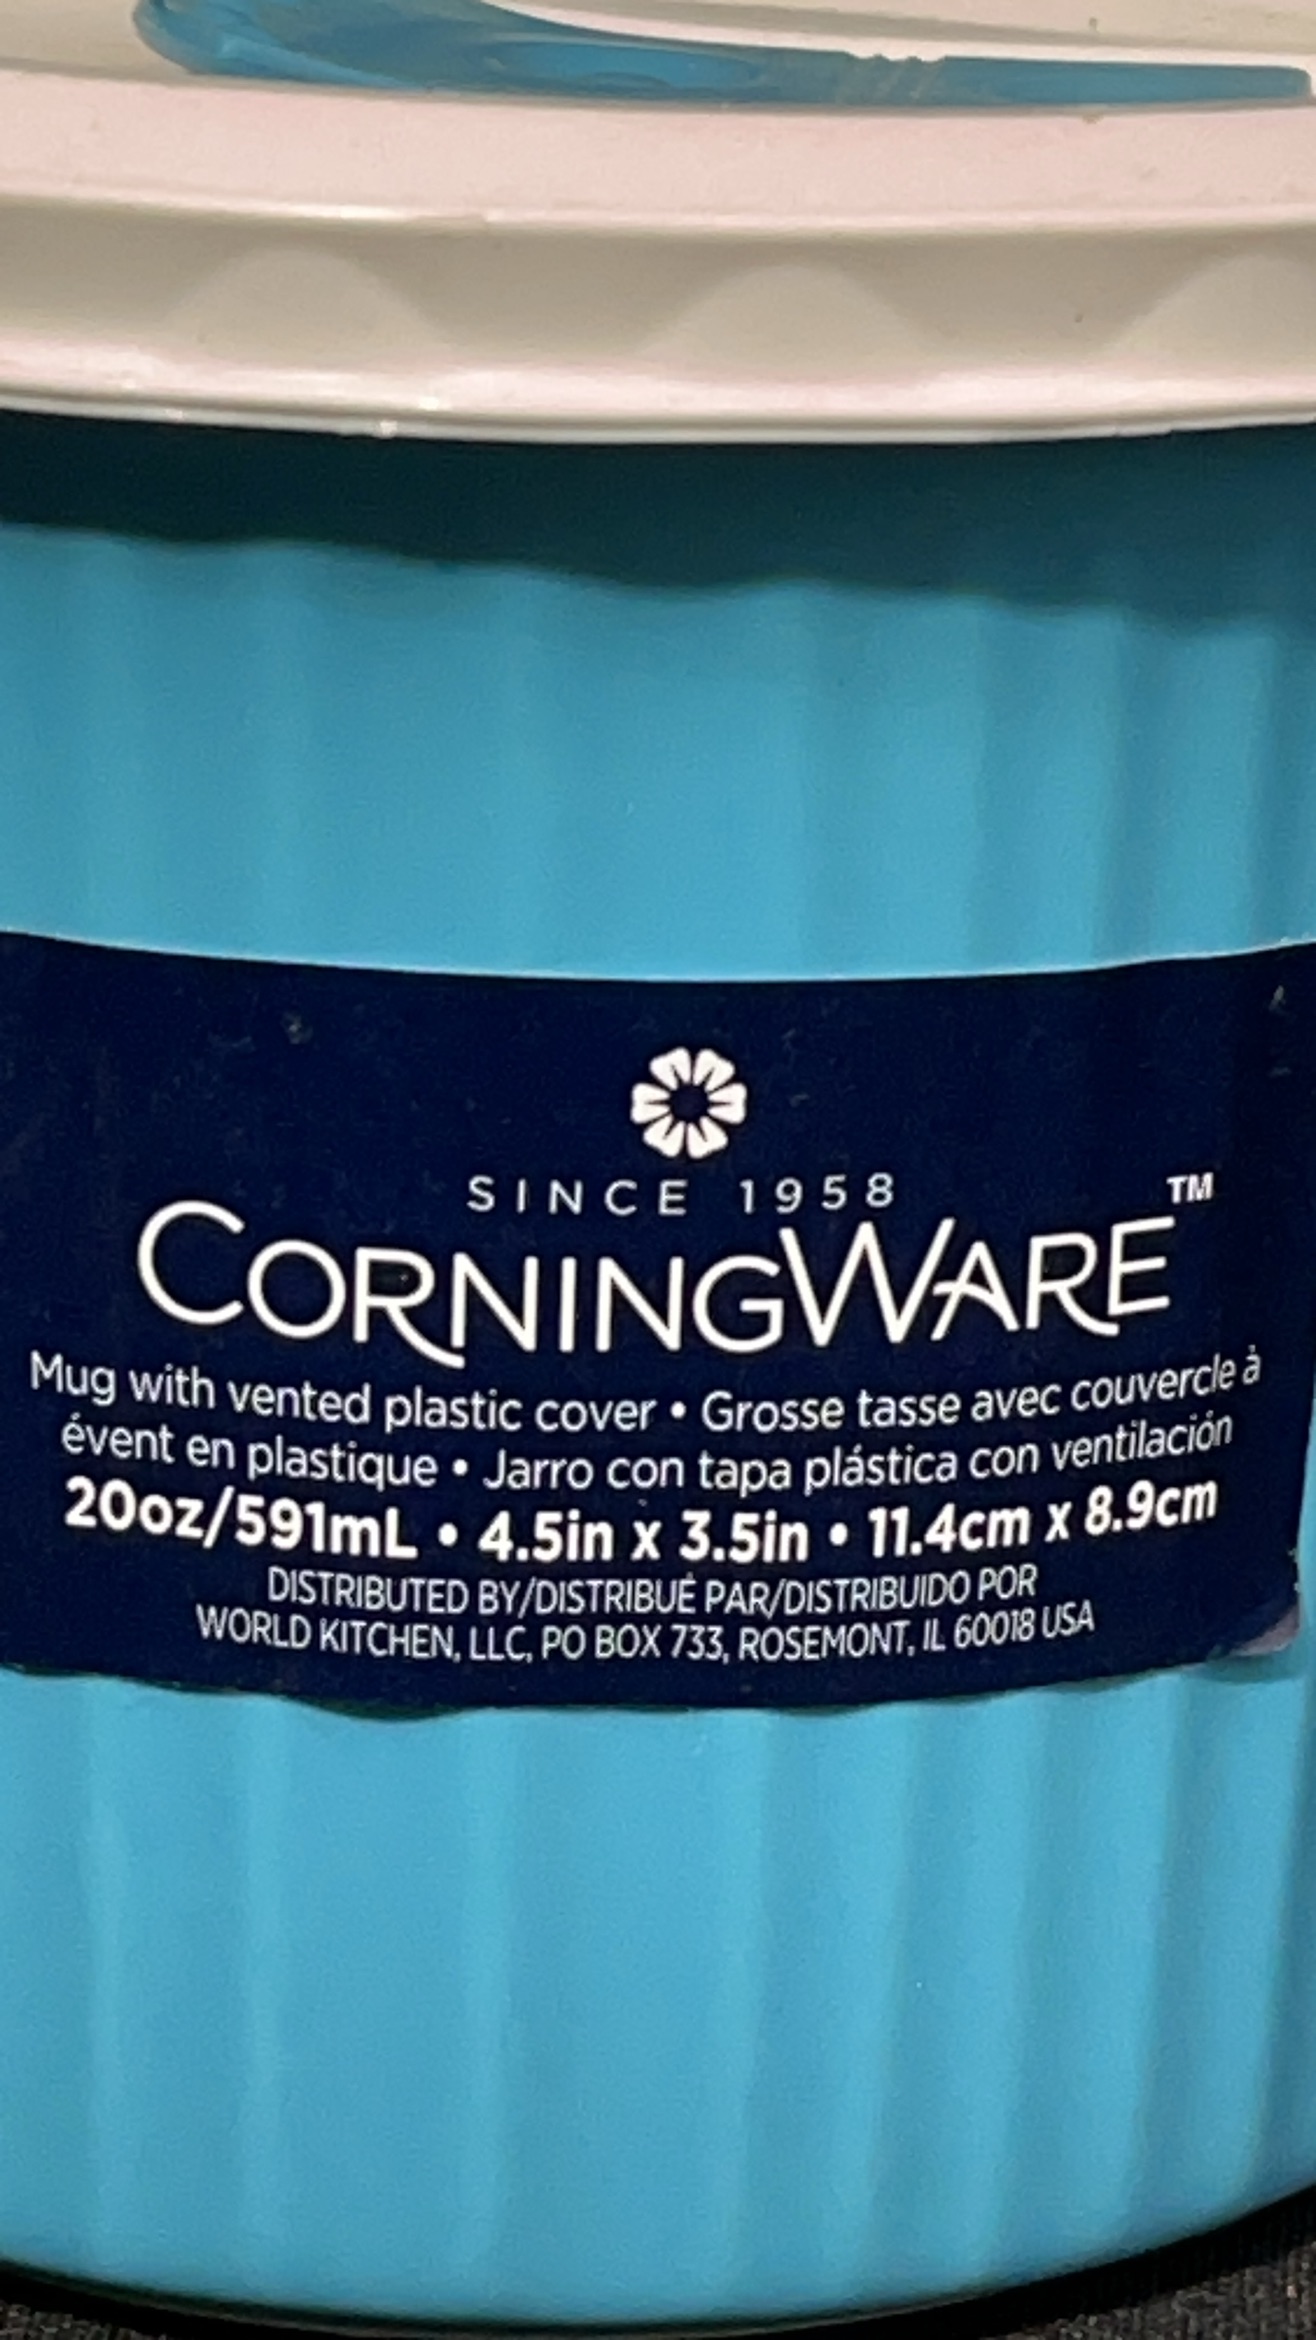 SINCE 1958
CORNINGWARE™
Mug with vented plastic cover • Grosse tasse avec couvercle à
évent en plastique • Jarro con tapa plástica con ventilación
20oz/591mL • 4.5in x 3.5in • 11.4cm x 8.9cm
DISTRIBUTED BY/DISTRIBUÉ PAR/DISTRIBUIDO POR
WORLD KITCHEN, LLC, PO BOX 733, ROSEMONT, IL 60018 USA